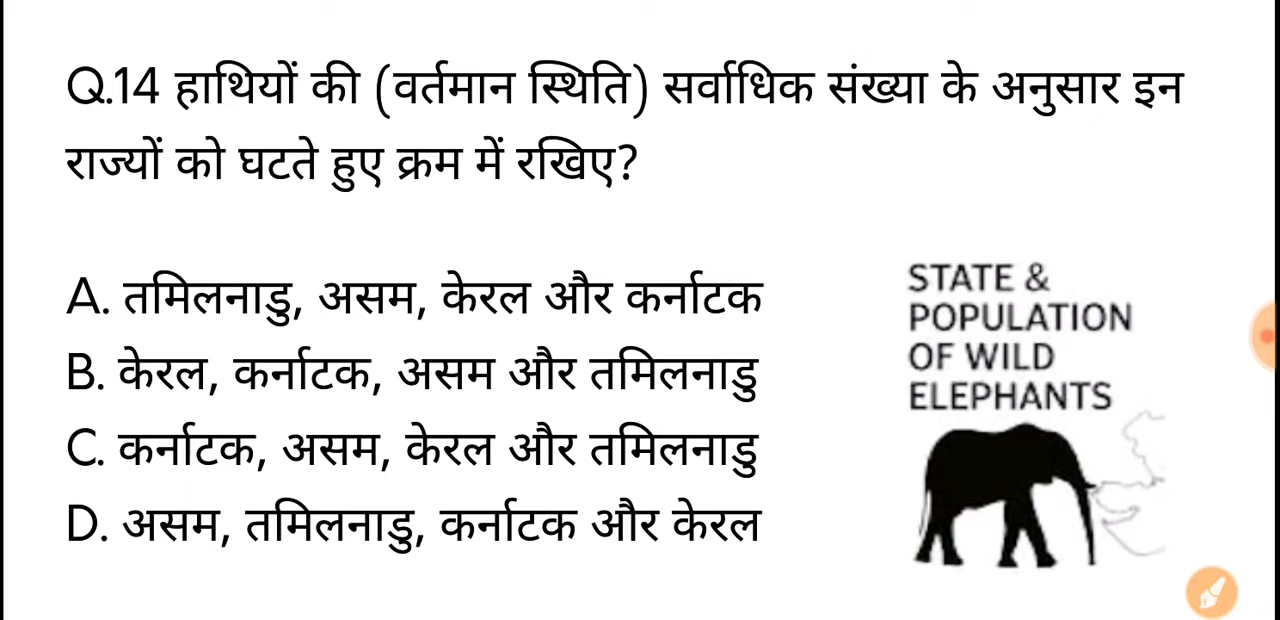 Q.14 हाथियों की (वर्तमान स्थिति) सर्वाधिक संख्या के अनुसार इन
राज्यों को घटते हुए क्रम में रखिए?
A. तमिलनाडु, असम, केरल और कर्नाटक
B. केरल, कर्नाटक, असम और तमिलनाडु
C. कर्नाटक, असम, केरल और तमिलनाडु
D. असम, तमिलनाडु, कर्नाटक और केरल
STATE &
POPULATION
OF WILD
ELEPHANTS